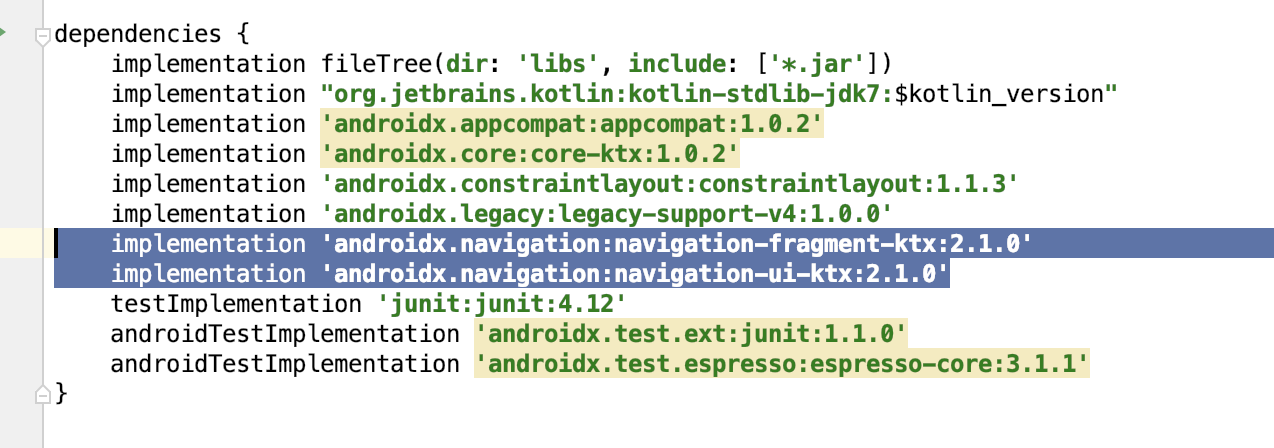 dependencies {
    implementation fileTree(dir: 'libs', include: ['*.jar'])
    implementation "org.jetbrains.kotlin:kotlin-stdlib-jdk7:$kotlin_version"
    implementation 'androidx.appcompat:appcompat:1.0.2'
    implementation 'androidx.core:core-ktx:1.0.2'
    implementation 'androidx.constraintlayout:constraintlayout:1.1.3'
    implementation 'androidx.legacy:legacy-support-v4:1.0.0'
    implementation 'androidx.navigation:navigation-fragment-ktx:2.1.0'
    implementation 'androidx.navigation:navigation-ui-ktx:2.1.0'
    testImplementation 'junit:junit:4.12'
    androidTestImplementation 'androidx.test.ext:junit:1.1.0'
    androidTestImplementation 'androidx.test.espresso:espresso-core:3.1.1'
}